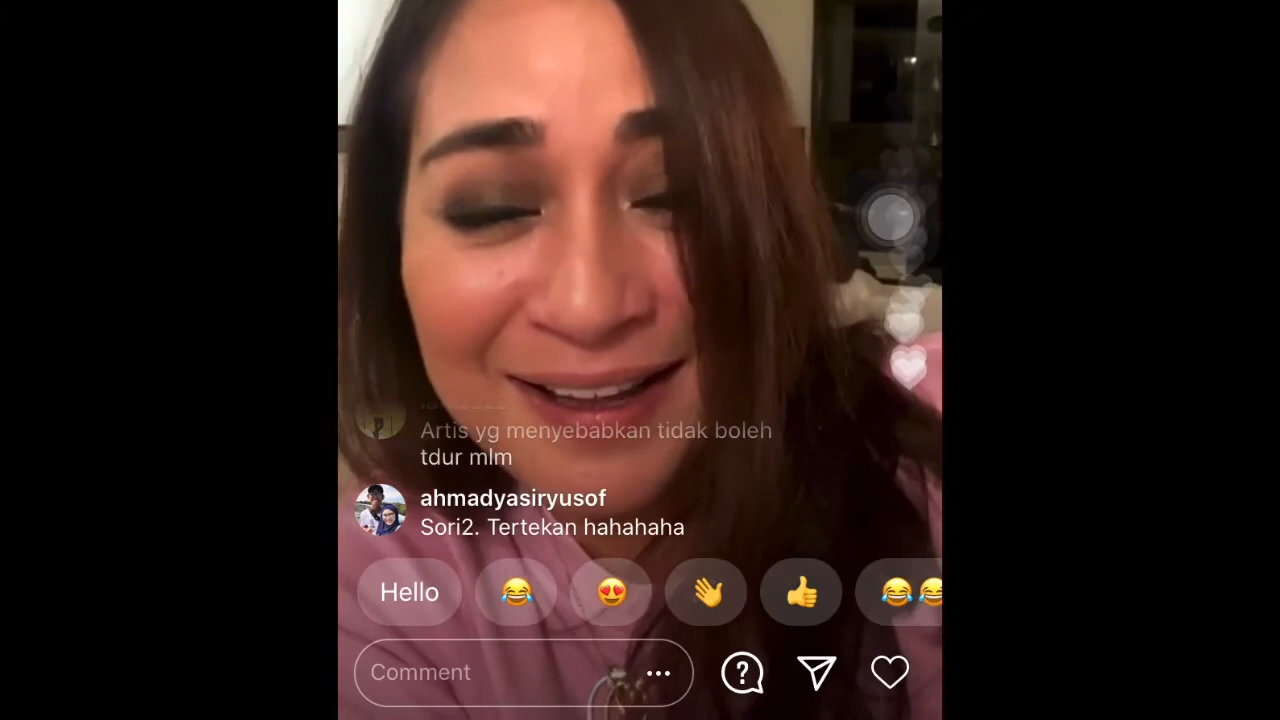 Artis yg menyebabkan tidak boleh
tdur mlm
ahmadyasiryusof
Sori2. Tertekan hahahaha
Hello
Comment